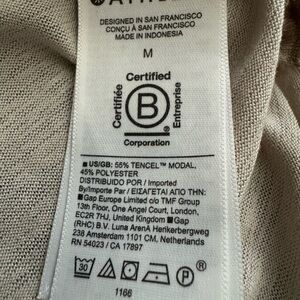 DESIGNED IN SAN FRANCISCO
CONÇU À SAN FRANCISCO
MADE IN INDONESIA
M
Certified
Certifiée
B
Entreprise
Corporation
■ US/GB: 55% TENCEL™ MODAL,
45% POLYESTER
DISTRIBUIDO POR / Imported
By/Importe Par / ΕΙΣΑΓΕΤΑΙ ΑΠΟ ΤΗΝ:
■ Gap Europe Limited c/o TMF Group
13th Floor, One Angel Court, London,
EC2R 7HJ, United Kingdom ■ Gap
(RHC) B.V. Luna ArenA Herikerbergweg
238 Amsterdam 1101 CM, Netherlands
RN 54023 / CA 17897
30 P ®
1166